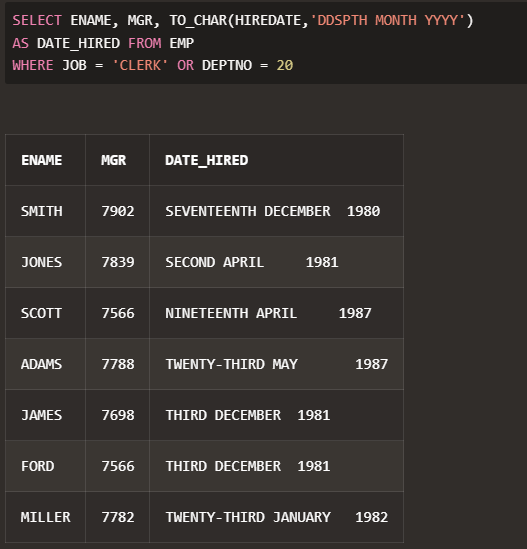 SELECT ENAME, MGR, TO_CHAR(HIREDATE,'DDSPTH MONTH YYYY')
AS DATE_HIRED FROM EMP
WHERE JOB = 'CLERK' OR DEPTNO = 20
ENAME MGR DATE_HIRED
SMITH 7902 SEVENTEENTH DECEMBER  1980
JONES 7839 SECOND APRIL     1981
SCOTT 7566 NINETEENTH APRIL     1987
ADAMS 7788 TWENTY-THIRD MAY       1987
JAMES 7698 THIRD DECEMBER  1981
FORD 7566 THIRD DECEMBER  1981
MILLER 7782 TWENTY-THIRD JANUARY   1982